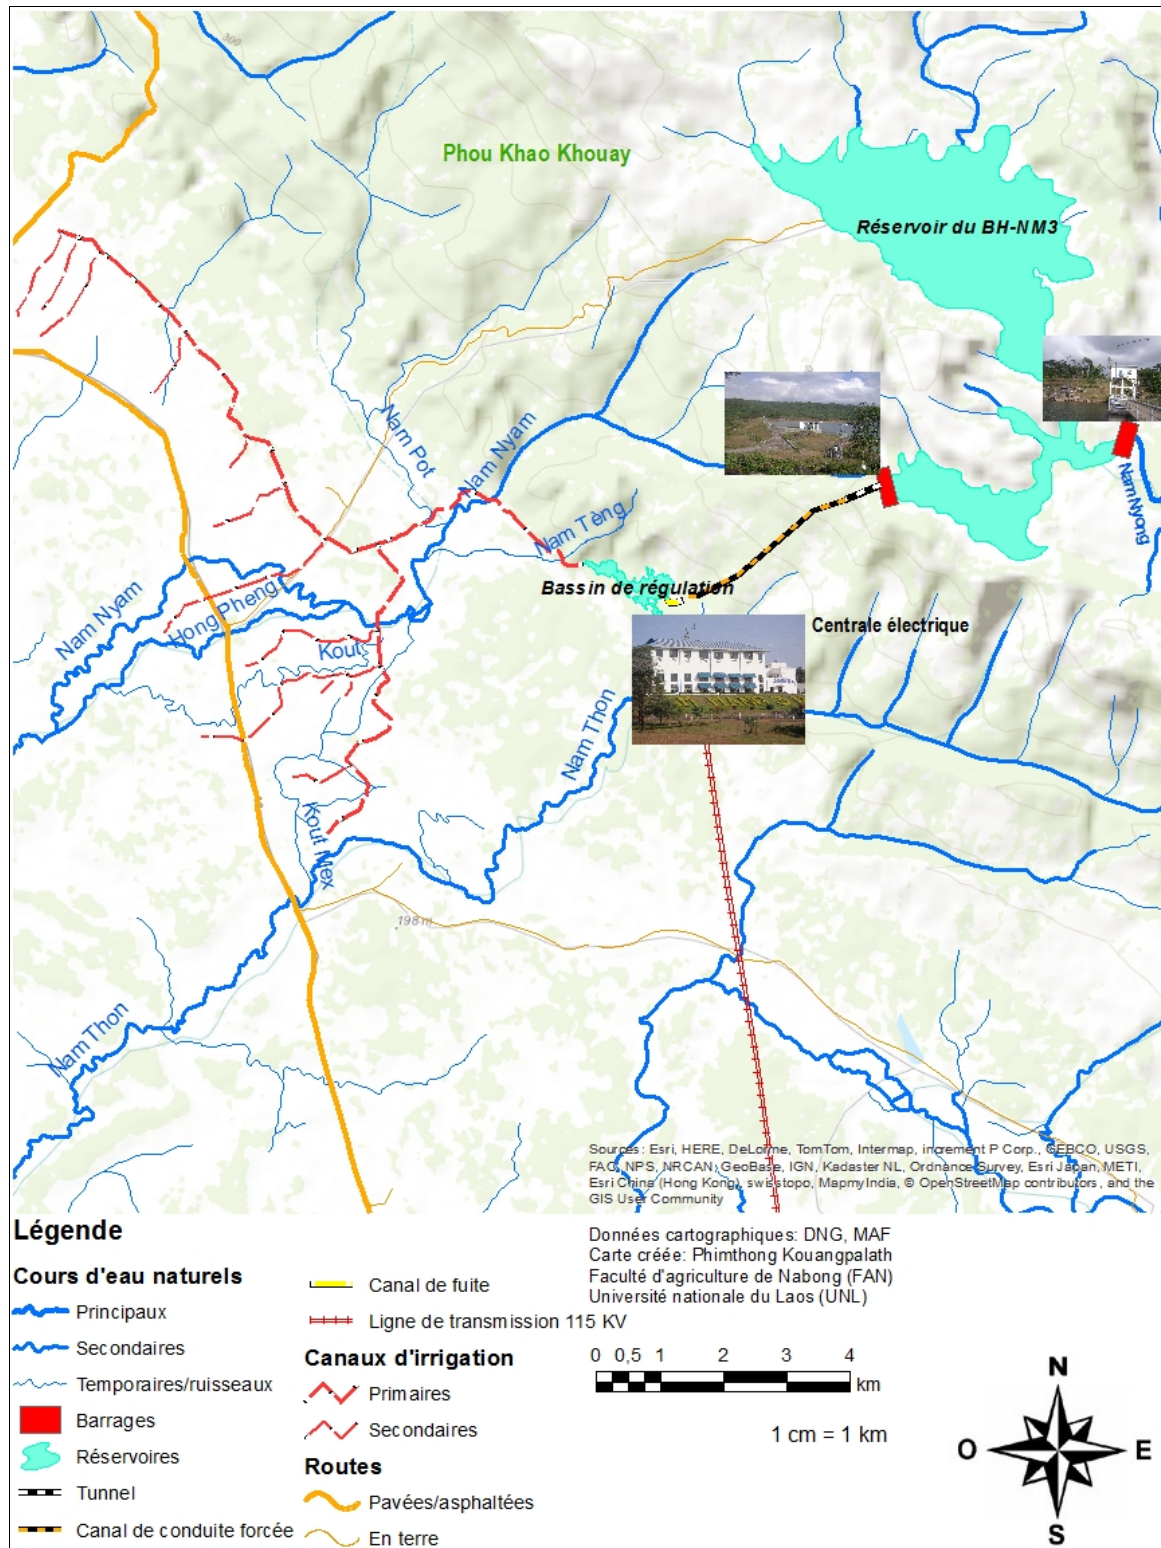 300
Phou Khao Khouay
Réservoir du BH-NM3
Nam Pot
Nam Nyam
Nam Nyong
Nam Tèng
Bassin de régulation
Nam Nyam
Hong Pheng
Kout
Centrale électrique
Nam Thon
Kout Mex
198 m
Nam Thon
Sources: Esri, HERE, DeLorme, TomTom, Intermap, increment P Corp., GEBCO, USGS,
FAO, NPS, NRCAN, GeoBase, IGN, Kadaster NL, Ordnance Survey, Esri Japan, METI,
Esri China (Hong Kong), swisstopo, MapmyIndia, © OpenStreetMap contributors, and the
GIS User Community
Légende
Cours d'eau naturels
Principaux
Secondaires
Temporaires/ruisseaux
Barrages
Réservoires
Tunnel
Canal de conduite forcée
Canal de fuite
Ligne de transmission 115 KV
Canaux d'irrigation
Primaires
Secondaires
Routes
Pavées/asphaltées
En terre
Données cartographiques: DNG, MAF
Carte créée: Phimthong Kouangpalath
Faculté d'agriculture de Nabong (FAN)
Université nationale du Laos (UNL)
0 0,5 1 2 3 4
km
1 cm = 1 km
N
O E
S